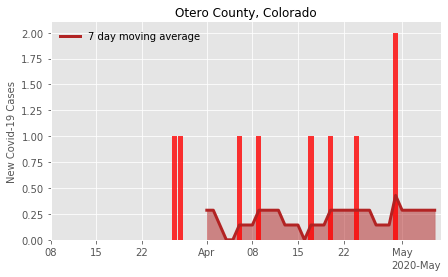 Otero County, Colorado
7 day moving average
New Covid-19 Cases
2.00
1.75
1.50
1.25
1.00
0.75
0.50
0.25
0.00
08 15 22 Apr 08 15 22 May
2020-May